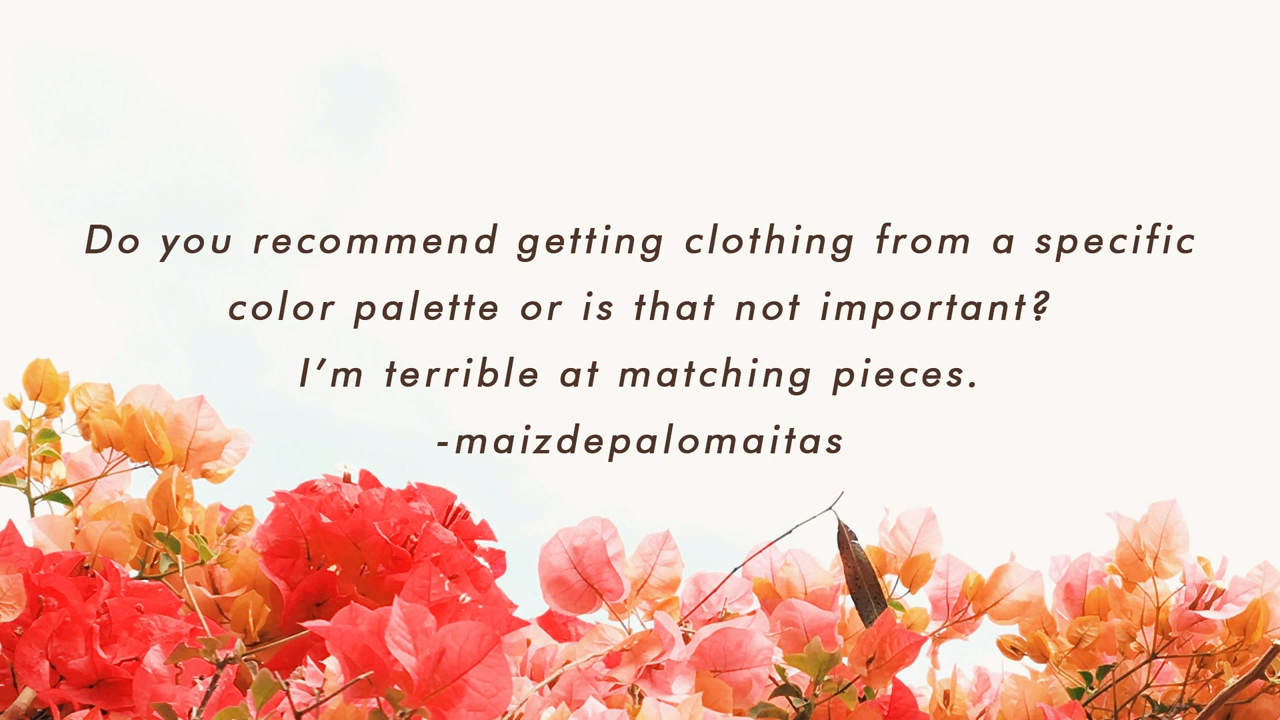 Do you recommend getting clothing from a specific
color palette or is that not important?
I’m terrible at matching pieces.
-maizdepalomaitas